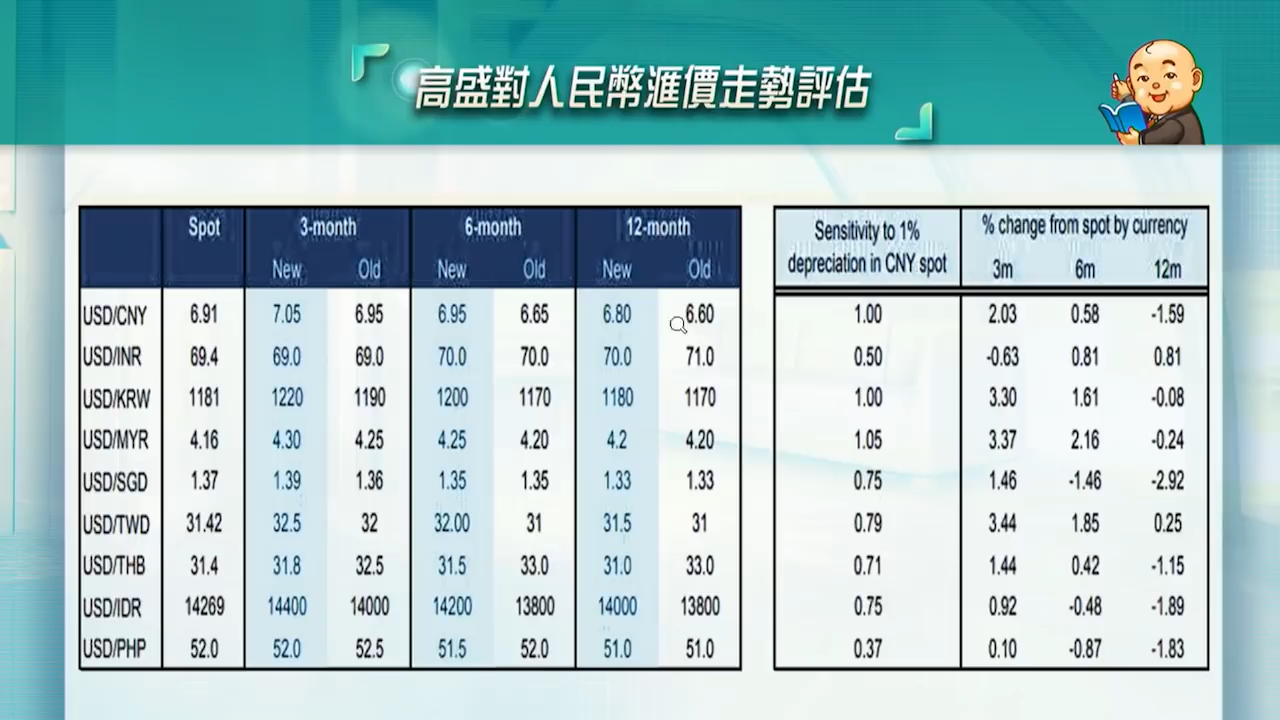 高盛對人民幣滙價走勢評估
Spot 3-month 6-month 12-month
New Old New Old New Old
USD/CNY 6.91 7.05 6.95 6.95 6.65 6.80 6.60
USD/INR 69.4 69.0 69.0 70.0 70.0 70.0 71.0
USD/KRW 1181 1220 1190 1200 1170 1180 1170
USD/MYR 4.16 4.30 4.25 4.25 4.20 4.2 4.20
USD/SGD 1.37 1.39 1.36 1.35 1.35 1.33 1.33
USD/TWD 31.42 32.5 32 32.00 31 31.5 31
USD/THB 31.4 31.8 32.5 31.5 33.0 31.0 33.0
USD/IDR 14269 14400 14000 14200 13800 14000 13800
USD/PHP 52.0 52.0 52.5 51.5 52.0 51.0 51.0
Sensitivity to 1%
depreciation in CNY spot
% change from spot by currency
3m 6m 12m
1.00 2.03 0.58 -1.59
0.50 -0.63 0.81 0.81
1.00 3.30 1.61 -0.08
1.05 3.37 2.16 -0.24
0.75 1.46 -1.46 -2.92
0.79 3.44 1.85 0.25
0.71 1.44 0.42 -1.15
0.75 0.92 -0.48 -1.89
0.37 0.10 -0.87 -1.83